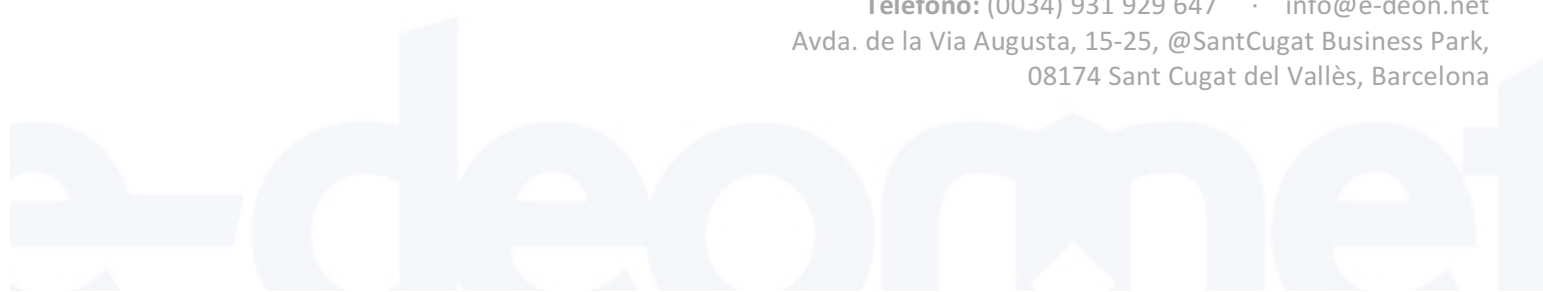 Teléfono: (0034) 931 929 647 · info@e-deon.net
Avda. de la Via Augusta, 15-25, @SantCugat Business Park,
08174 Sant Cugat del Vallès, Barcelona
e-deon.net